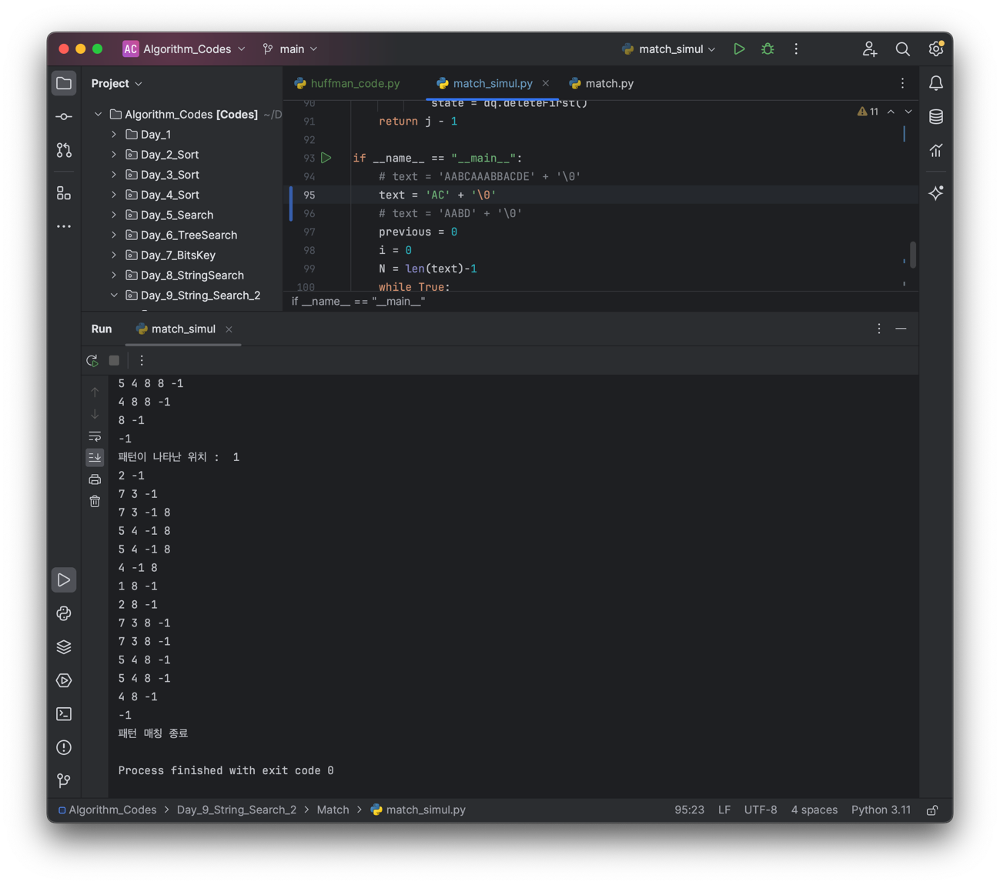 AC Algorithm_Codes main match_simul
Project
huffman_code.py match_simul.py match.py
Algorithm_Codes [Codes] ~/D
Day_1
Day_2_Sort
Day_3_Sort
Day_4_Sort
Day_5_Search
Day_6_TreeSearch
Day_7_BitsKey
Day_8_StringSearch
Day_9_String_Search_2
11
90 state = dq.deleteFirst()
91 return j - 1
92
93 if __name__ == "__main__":
94 # text = 'AABCAAABBACDE' + '\0'
95 text = 'AC' + '\0'
96 # text = 'AABD' + '\0'
97 previous = 0
98 i = 0
99 N = len(text)-1
100 while True:
if __name__ == "__main__"
Run match_simul
5 4 8 8 -1
4 8 8 -1
8 -1
-1
패턴이 나타난 위치 :  1
2 -1
7 3 -1
7 3 -1 8
5 4 -1 8
5 4 -1 8
4 -1 8
1 8 -1
2 8 -1
7 3 8 -1
7 3 8 -1
5 4 8 -1
5 4 8 -1
4 8 -1
-1
패턴 매칭 종료
Process finished with exit code 0
Algorithm_Codes > Day_9_String_Search_2 > Match > match_simul.py 95:23 LF UTF-8 4 spaces Python 3.11